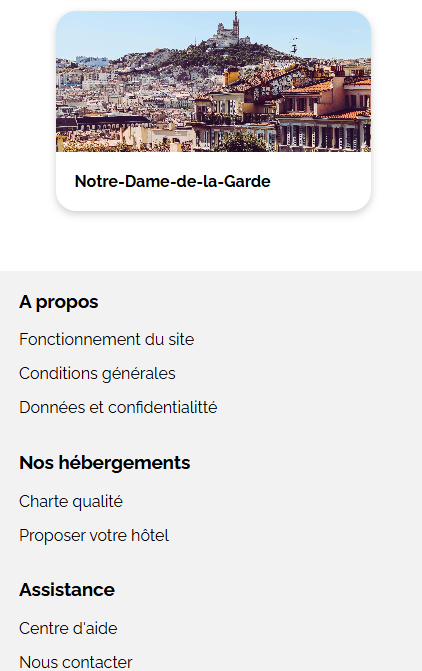 Notre-Dame-de-la-Garde
A propos
Fonctionnement du site
Conditions générales
Données et confidentialitté
Nos hébergements
Charte qualité
Proposer votre hôtel
Assistance
Centre d'aide
Nous contacter